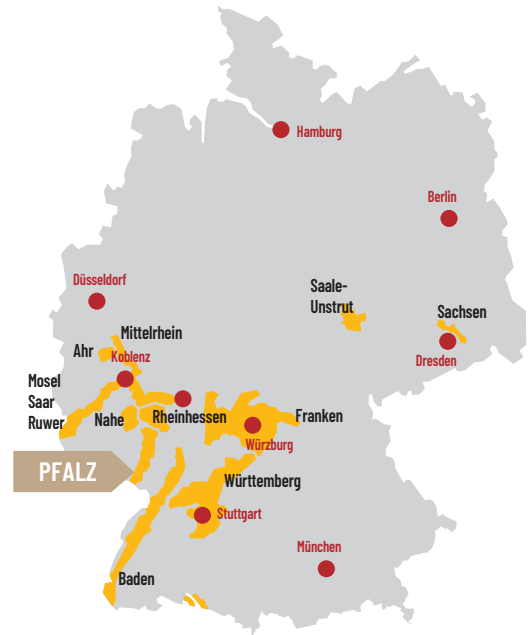 Hamburg
Berlin
Düsseldorf
Saale-
Unstrut
Sachsen
Mittelrhein
Ahr
Koblenz
Dresden
Mosel
Saar
Ruwer
Nahe
Rheinhessen
Franken
Würzburg
PFALZ
Württemberg
Stuttgart
München
Baden